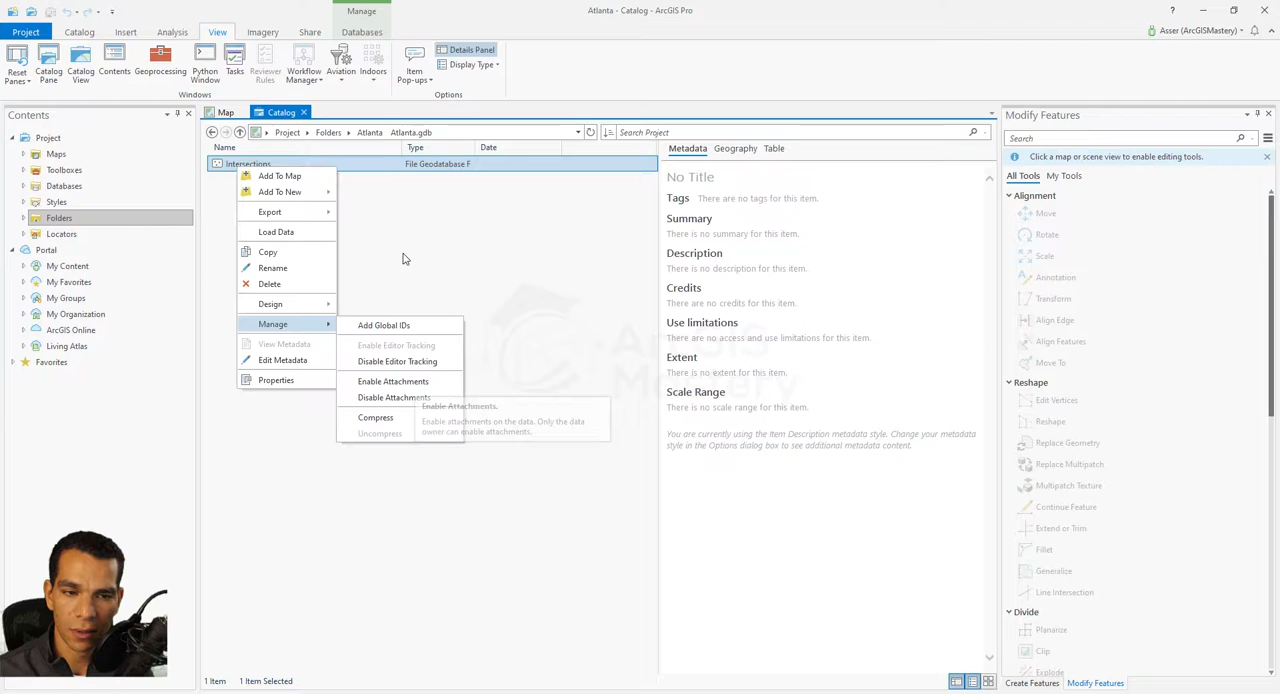 Manage
Atlanta - Catalog - ArcGIS Pro
?
Project
Catalog
Insert
Analysis
View
Imagery
Share
Databases
Asser (ArcGISMastery)
Reset Panes
Catalog Pane
Catalog View
Contents
Geoprocessing
Python Window
Tasks
Reviewer Rules
Workflow Manager
Aviation
Indoors
Windows
Item Pop-ups
Details Panel
Display Type
Options
Contents
Project
Maps
Toolboxes
Databases
Styles
Folders
Locators
Portal
My Content
My Favorites
My Groups
My Organization
ArcGIS Online
Living Atlas
Favorites
Map
Catalog
Project
Folders
Atlanta
Atlanta.gdb
Search Project
Name
Type
Date
Intersections
File Geodatabase F
Add To Map
Add To New
Export
Load Data
Copy
Rename
Delete
Design
Manage
View Metadata
Edit Metadata
Properties
Add Global IDs
Enable Editor Tracking
Disable Editor Tracking
Enable Attachments
Disable Attachments
Compress
Uncompress
Enable Attachments.
Enable attachments on the data. Only the data
owner can enable attachments.
Metadata
Geography
Table
No Title
Tags There are no tags for this item.
Summary
There is no summary for this item.
Description
There is no description for this item.
Credits
There are no credits for this item.
Use limitations
There are no access and use limitations for this item.
Extent
There is no extent for this item.
Scale Range
There is no scale range for this item.
You are currently using the Item Description metadata style. Change your metadata
style in the Options dialog box to see additional metadata content.
ArcGIS
Mastery
1 Item
1 Item Selected
Modify Features
Search
Click a map or scene view to enable editing tools.
All Tools
My Tools
Alignment
Move
Rotate
Scale
Annotation
Transform
Align Edge
Align Features
Move To
Reshape
Edit Vertices
Reshape
Replace Geometry
Replace Multipatch
Multipatch Texture
Continue Feature
Extend or Trim
Fillet
Generalize
Line Intersection
Divide
Planarize
Clip
Explode
Create Features
Modify Features